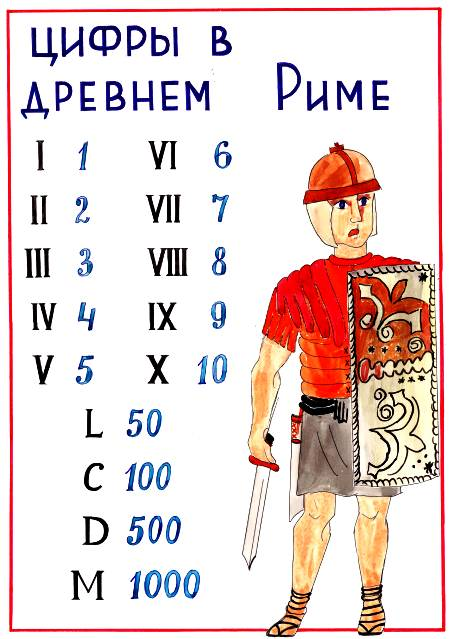 ЦИФРЫ В
ДРЕВНЕМ РИМЕ
I 1 VI 6
II 2 VII 7
III 3 VIII 8
IV 4 IX 9
V 5 X 10
L 50
C 100
D 500
M 1000